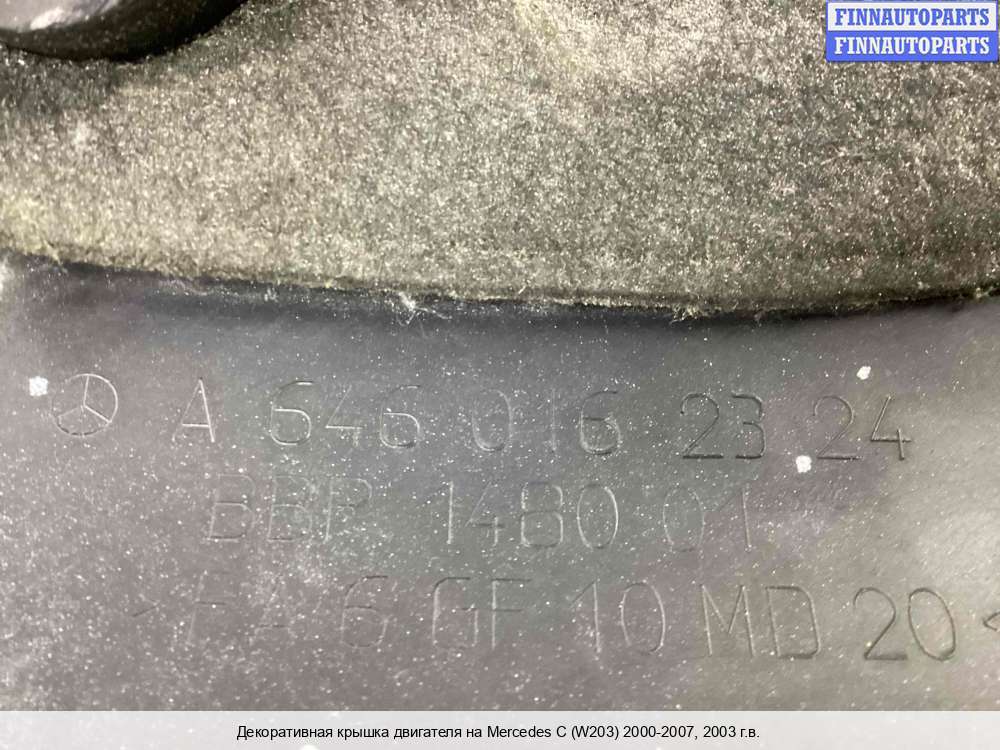 FINNAUTOPARTS
FINNAUTOPARTS
A 646 016 23 24
BBP 1480 01
>PA 6 GF 10 MD 20<
Декоративная крышка двигателя на Mercedes C (W203) 2000-2007, 2003 г.в.